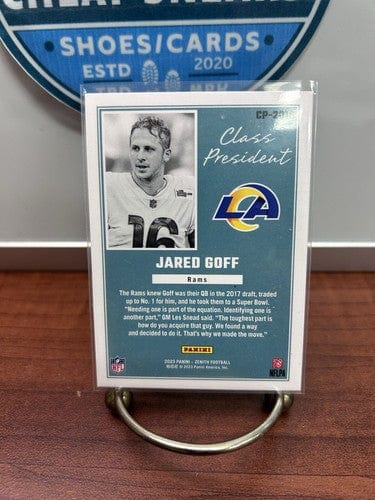 SHOES/CARDS
ESTD
2020
CP-20
Class
President
16
LA
JARED GOFF
Rams
The Rams knew Goff was their QB in the 2017 draft, traded
up to No. 1 for him, and he took them to a Super Bowl.
"Needing one is part of the equation. Identifying one is
another part," GM Les Snead said. "The toughest part is
how do you acquire that guy. We found a way
and decided to do it. That's why we made the move."
PANINI
NFL
2023 PANINI - ZENITH FOOTBALL
© 2023 Panini America, Inc.
NFLPA